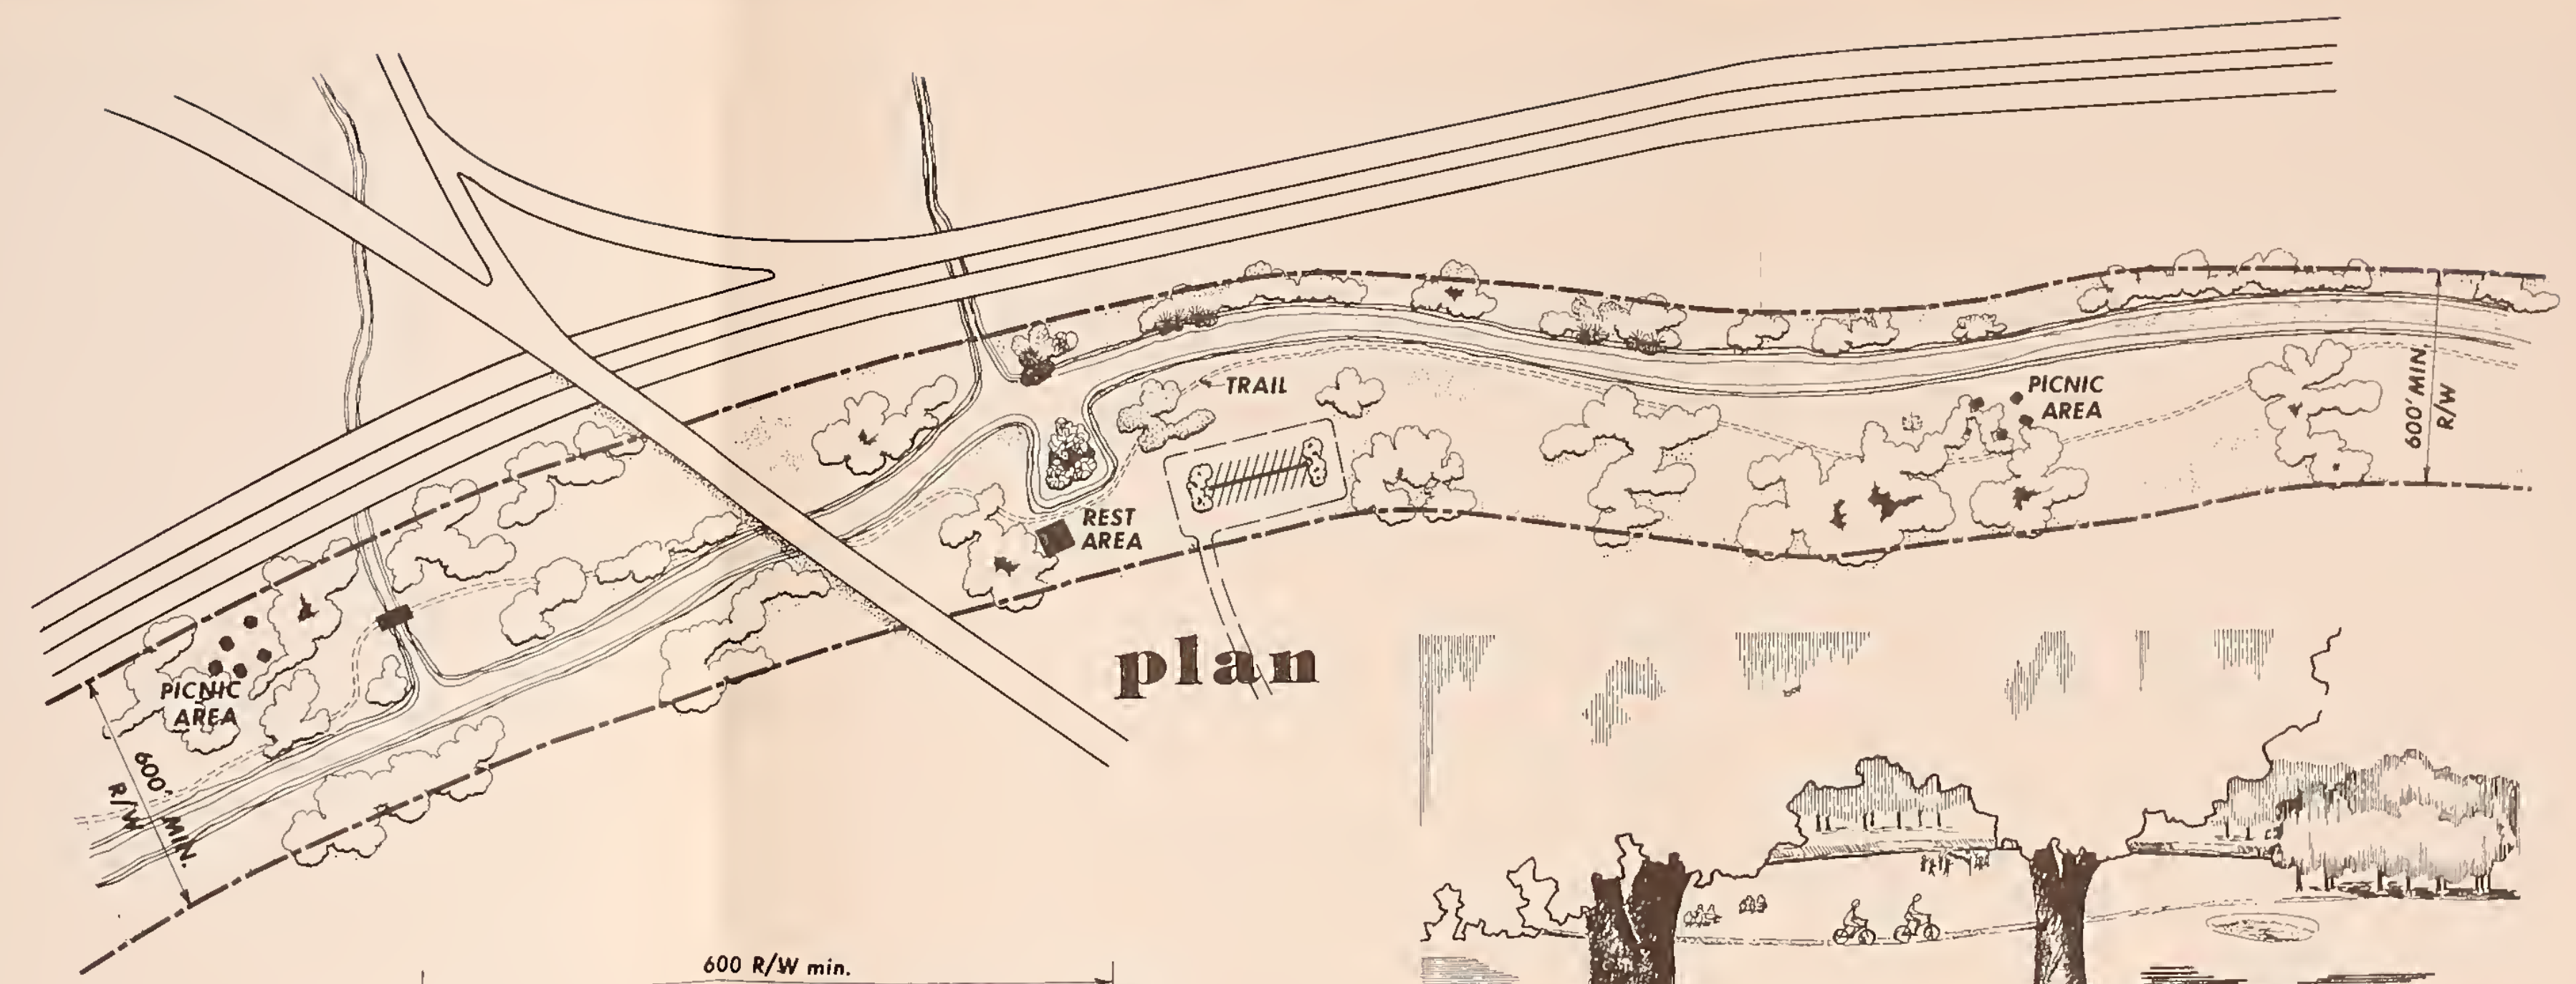 TRAIL
PICNIC
AREA
600' MIN.
R/W
REST
AREA
PICNIC
AREA
600' MIN.
R/W
plan
600 R/W min.